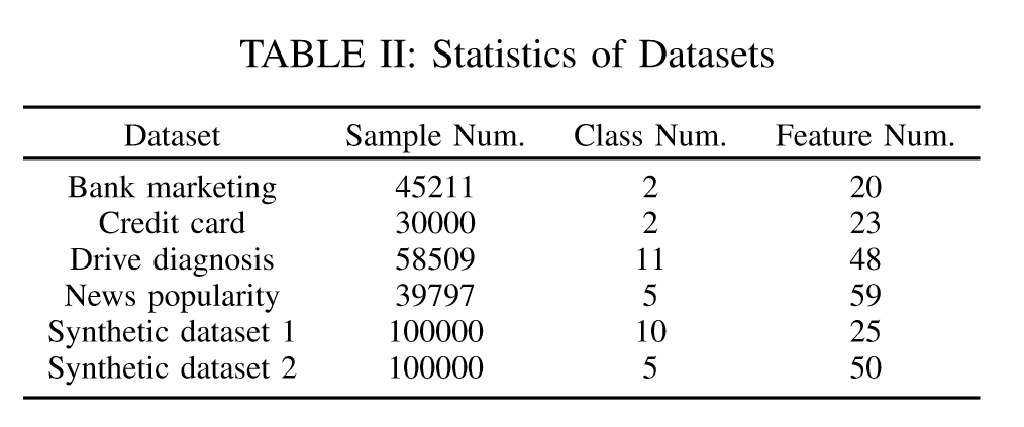 TABLE II: Statistics of Datasets
Dataset Sample Num. Class Num. Feature Num.
Bank marketing 45211 2 20
Credit card 30000 2 23
Drive diagnosis 58509 11 48
News popularity 39797 5 59
Synthetic dataset 1 100000 10 25
Synthetic dataset 2 100000 5 50